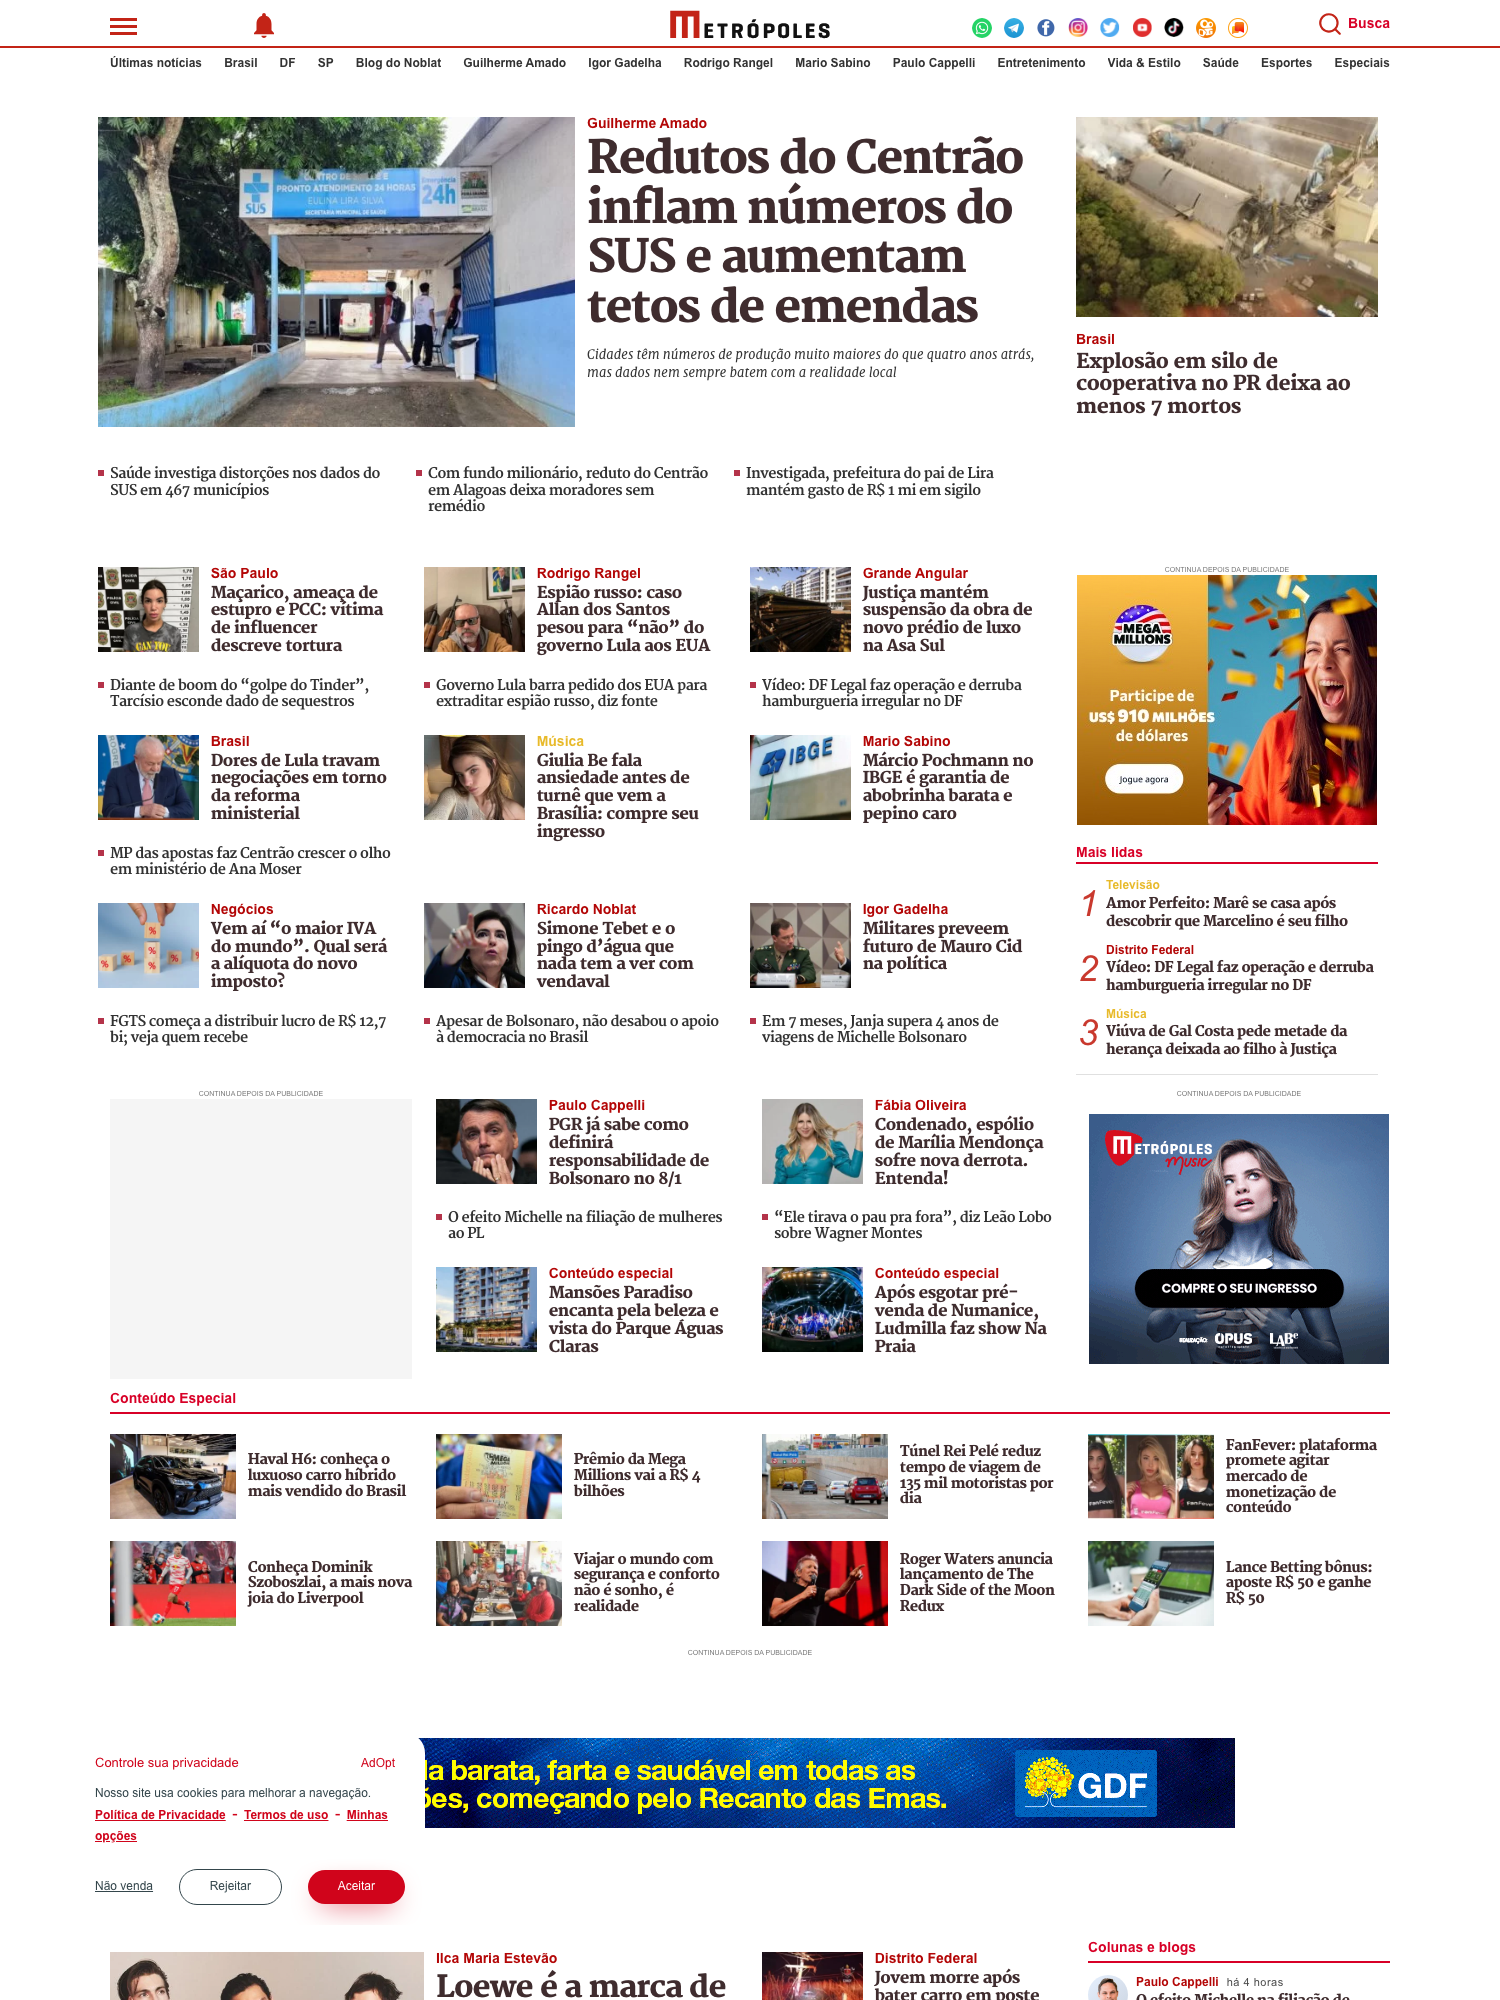 METRÓPOLES
Busca
Últimas notícias Brasil DF SP Blog do Noblat Guilherme Amado Igor Gadelha Rodrigo Rangel Mario Sabino Paulo Cappelli Entretenimento Vida & Estilo Saúde Esportes Especiais
PRONTO ATENDIMENTO 24 HORAS
EULINA LIRA SILVA
SECRETARIA MUNICIPAL DE SAÚDE
SUS
24h
Guilherme Amado
Redutos do Centrão
inflam números do
SUS e aumentam
tetos de emendas
Cidades têm números de produção muito maiores do que quatro anos atrás,
mas dados nem sempre batem com a realidade local
Brasil
Explosão em silo de
cooperativa no PR deixa ao
menos 7 mortos
Saúde investiga distorções nos dados do
SUS em 467 municípios
Com fundo milionário, reduto do Centrão
em Alagoas deixa moradores sem
remédio
Investigada, prefeitura do pai de Lira
mantém gasto de R$ 1 mi em sigilo
São Paulo
Maçarico, ameaça de
estupro e PCC: vítima
de influencer
descreve tortura
Diante de boom do “golpe do Tinder”,
Tarcísio esconde dado de sequestros
Rodrigo Rangel
Espião russo: caso
Allan dos Santos
pesou para “não” do
governo Lula aos EUA
Governo Lula barra pedido dos EUA para
extraditar espião russo, diz fonte
Grande Angular
Justiça mantém
suspensão da obra de
novo prédio de luxo
na Asa Sul
Vídeo: DF Legal faz operação e derruba
hamburgueria irregular no DF
CONTINUA DEPOIS DA PUBLICIDADE
MEGA
MILLIONS
Participe de
US$ 910 MILHÕES
de dólares
Jogue agora
Brasil
Dores de Lula travam
negociações em torno
da reforma
ministerial
MP das apostas faz Centrão crescer o olho
em ministério de Ana Moser
Música
Giulia Be fala
ansiedade antes de
turnê que vem a
Brasília: compre seu
ingresso
IBGE
Mario Sabino
Márcio Pochmann no
IBGE é garantia de
abobrinha barata e
pepino caro
Mais lidas
1
Televisão
Amor Perfeito: Marê se casa após
descobrir que Marcelino é seu filho
2
Distrito Federal
Vídeo: DF Legal faz operação e derruba
hamburgueria irregular no DF
3
Música
Viúva de Gal Costa pede metade da
herança deixada ao filho à Justiça
Negócios
Vem aí “o maior IVA
do mundo”. Qual será
a alíquota do novo
imposto?
FGTS começa a distribuir lucro de R$ 12,7
bi; veja quem recebe
Ricardo Noblat
Simone Tebet e o
pingo d’água que
nada tem a ver com
vendaval
Apesar de Bolsonaro, não desabou o apoio
à democracia no Brasil
Igor Gadelha
Militares preveem
futuro de Mauro Cid
na política
Em 7 meses, Janja supera 4 anos de
viagens de Michelle Bolsonaro
CONTINUA DEPOIS DA PUBLICIDADE
Paulo Cappelli
PGR já sabe como
definirá
responsabilidade de
Bolsonaro no 8/1
O efeito Michelle na filiação de mulheres
ao PL
Fábia Oliveira
Condenado, espólio
de Marília Mendonça
sofre nova derrota.
Entenda!
“Ele tirava o pau pra fora”, diz Leão Lobo
sobre Wagner Montes
CONTINUA DEPOIS DA PUBLICIDADE
METRÓPOLES
music
COMPRE O SEU INGRESSO
REALIZAÇÃO: OPUS LABe
Conteúdo especial
Mansões Paradiso
encanta pela beleza e
vista do Parque Águas
Claras
Conteúdo especial
Após esgotar pré-
venda de Numanice,
Ludmilla faz show Na
Praia
Conteúdo Especial
Haval H6: conheça o
luxuoso carro híbrido
mais vendido do Brasil
Prêmio da Mega
Millions vai a R$ 4
bilhões
Túnel Rei Pelé reduz
tempo de viagem de
135 mil motoristas por
dia
FanFever: plataforma
promete agitar
mercado de
monetização de
conteúdo
Conheça Dominik
Szoboszlai, a mais nova
joia do Liverpool
Viajar o mundo com
segurança e conforto
não é sonho, é
realidade
Roger Waters anuncia
lançamento de The
Dark Side of the Moon
Redux
Lance Betting bônus:
aposte R$ 50 e ganhe
R$ 50
CONTINUA DEPOIS DA PUBLICIDADE
da barata, farta e saudável em todas as
ões, começando pelo Recanto das Emas.
GDF
Controle sua privacidade AdOpt
Nosso site usa cookies para melhorar a navegação.
Política de Privacidade - Termos de uso - Minhas
opções
Não venda Rejeitar Aceitar
Ilca Maria Estevão
Loewe é a marca de
Distrito Federal
Jovem morre após
bater carro em poste
Colunas e blogs
Paulo Cappelli há 4 horas
O efeito Michelle na filiação de